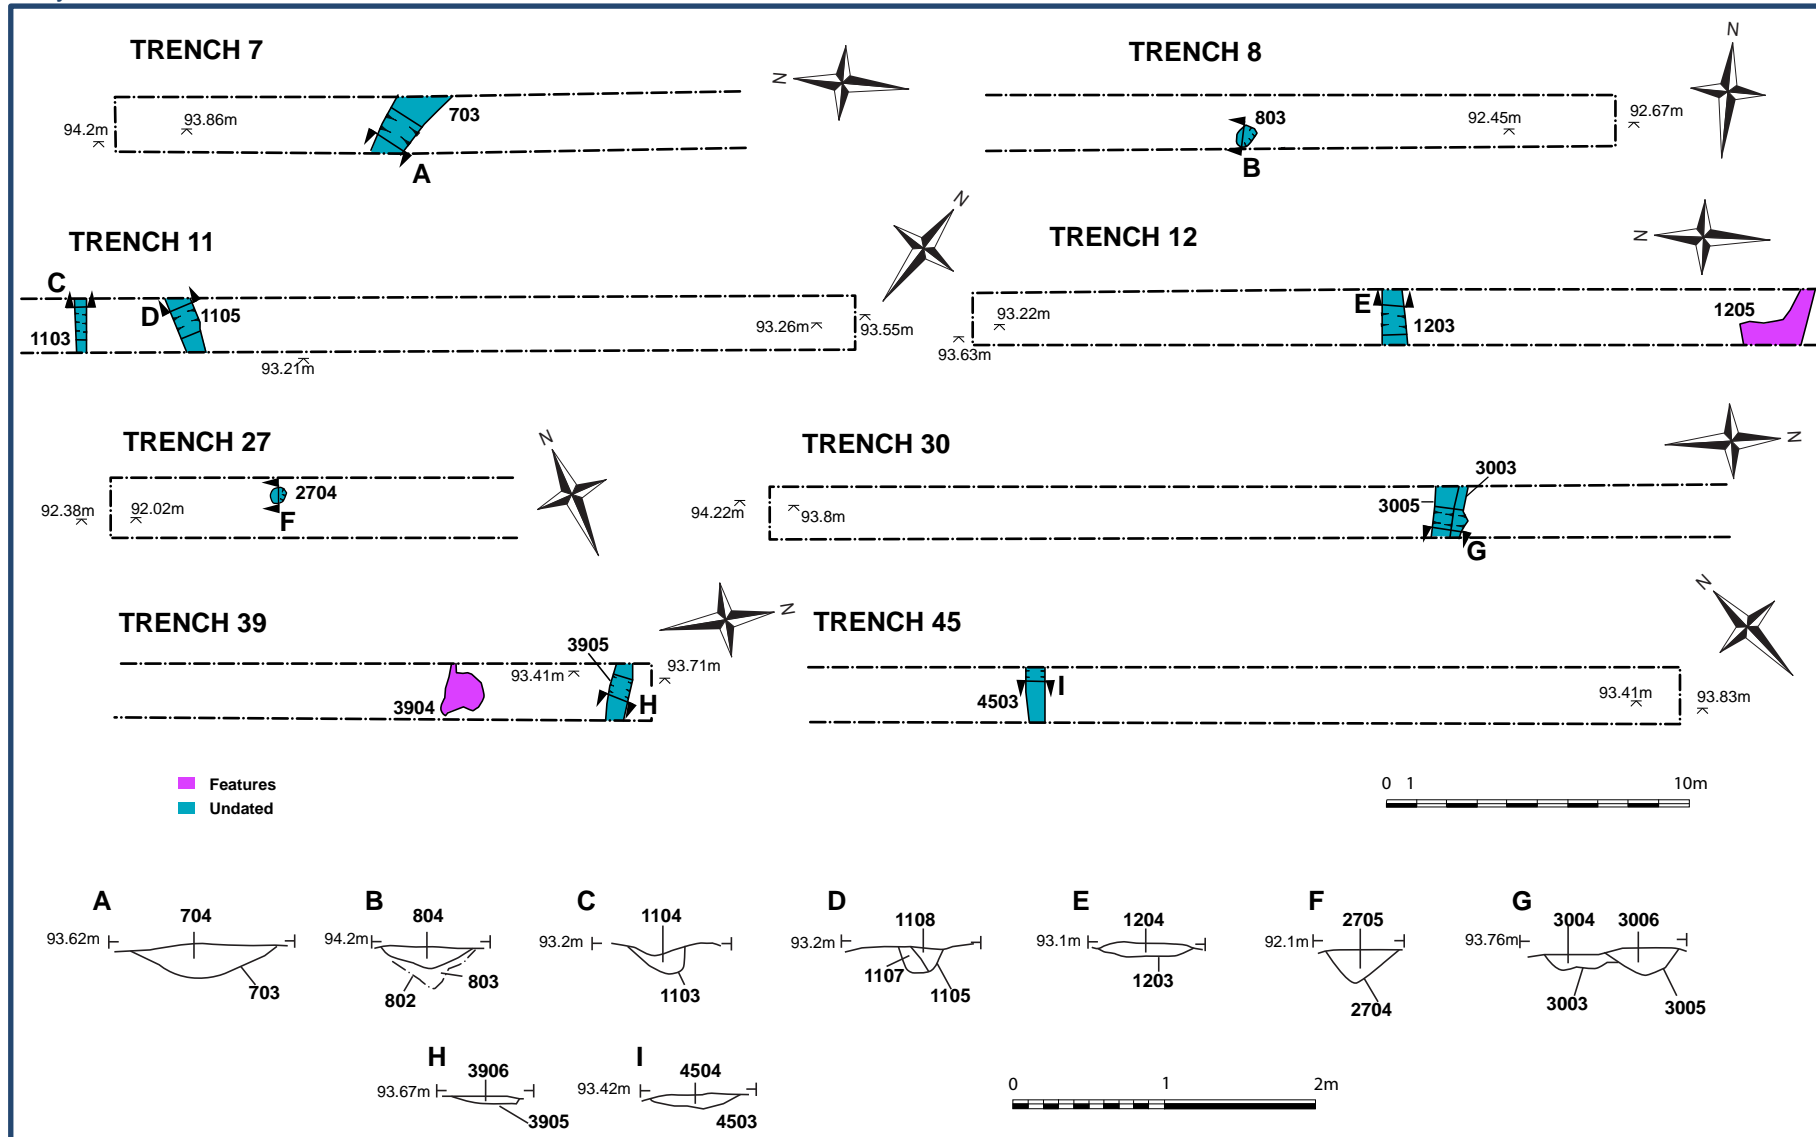 TRENCH 7
N
94.2m
93.86m
703
A
TRENCH 8
N
803
B
92.45m
92.67m
TRENCH 11
N
C
1103
D
1105
93.21m
93.26m
93.55m
TRENCH 12
N
93.22m
93.63m
E
1203
1205
TRENCH 27
N
92.38m
92.02m
2704
F
TRENCH 30
N
94.22m
93.8m
3005
3003
G
TRENCH 39
N
3904
93.41m
3905
H
93.71m
TRENCH 45
N
4503
I
93.41m
93.83m
Features
Undated
0 1 10m
A
704
93.62m
703
B
804
94.2m
802
803
C
1104
93.2m
1103
D
1108
93.2m
1107
1105
E
1204
93.1m
1203
F
2705
92.1m
2704
G
3004
3006
93.76m
3003
3005
H
3906
93.67m
3905
I
4504
93.42m
4503
0 1 2m